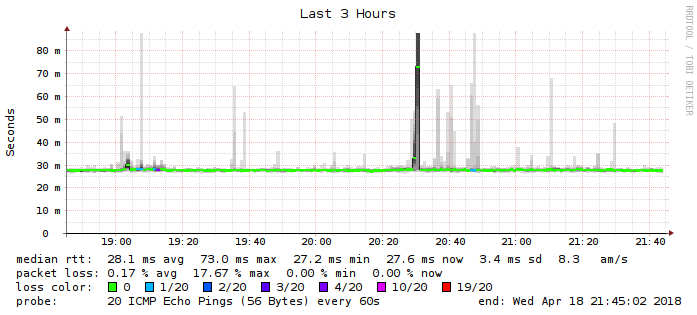 Last 3 Hours
RRDTOOL / TOBI OETIKER
Seconds
80 m
70 m
60 m
50 m
40 m
30 m
20 m
10 m
0
19:00 19:20 19:40 20:00 20:20 20:40 21:00 21:20 21:40
median rtt: 28.1 ms avg 73.0 ms max 27.2 ms min 27.6 ms now 3.4 ms sd 8.3 am/s
packet loss: 0.17 % avg 17.67 % max 0.00 % min 0.00 % now
loss color: 0 1/20 2/20 3/20 4/20 10/20 19/20
probe: 20 ICMP Echo Pings (56 Bytes) every 60s end: Wed Apr 18 21:45:02 2018